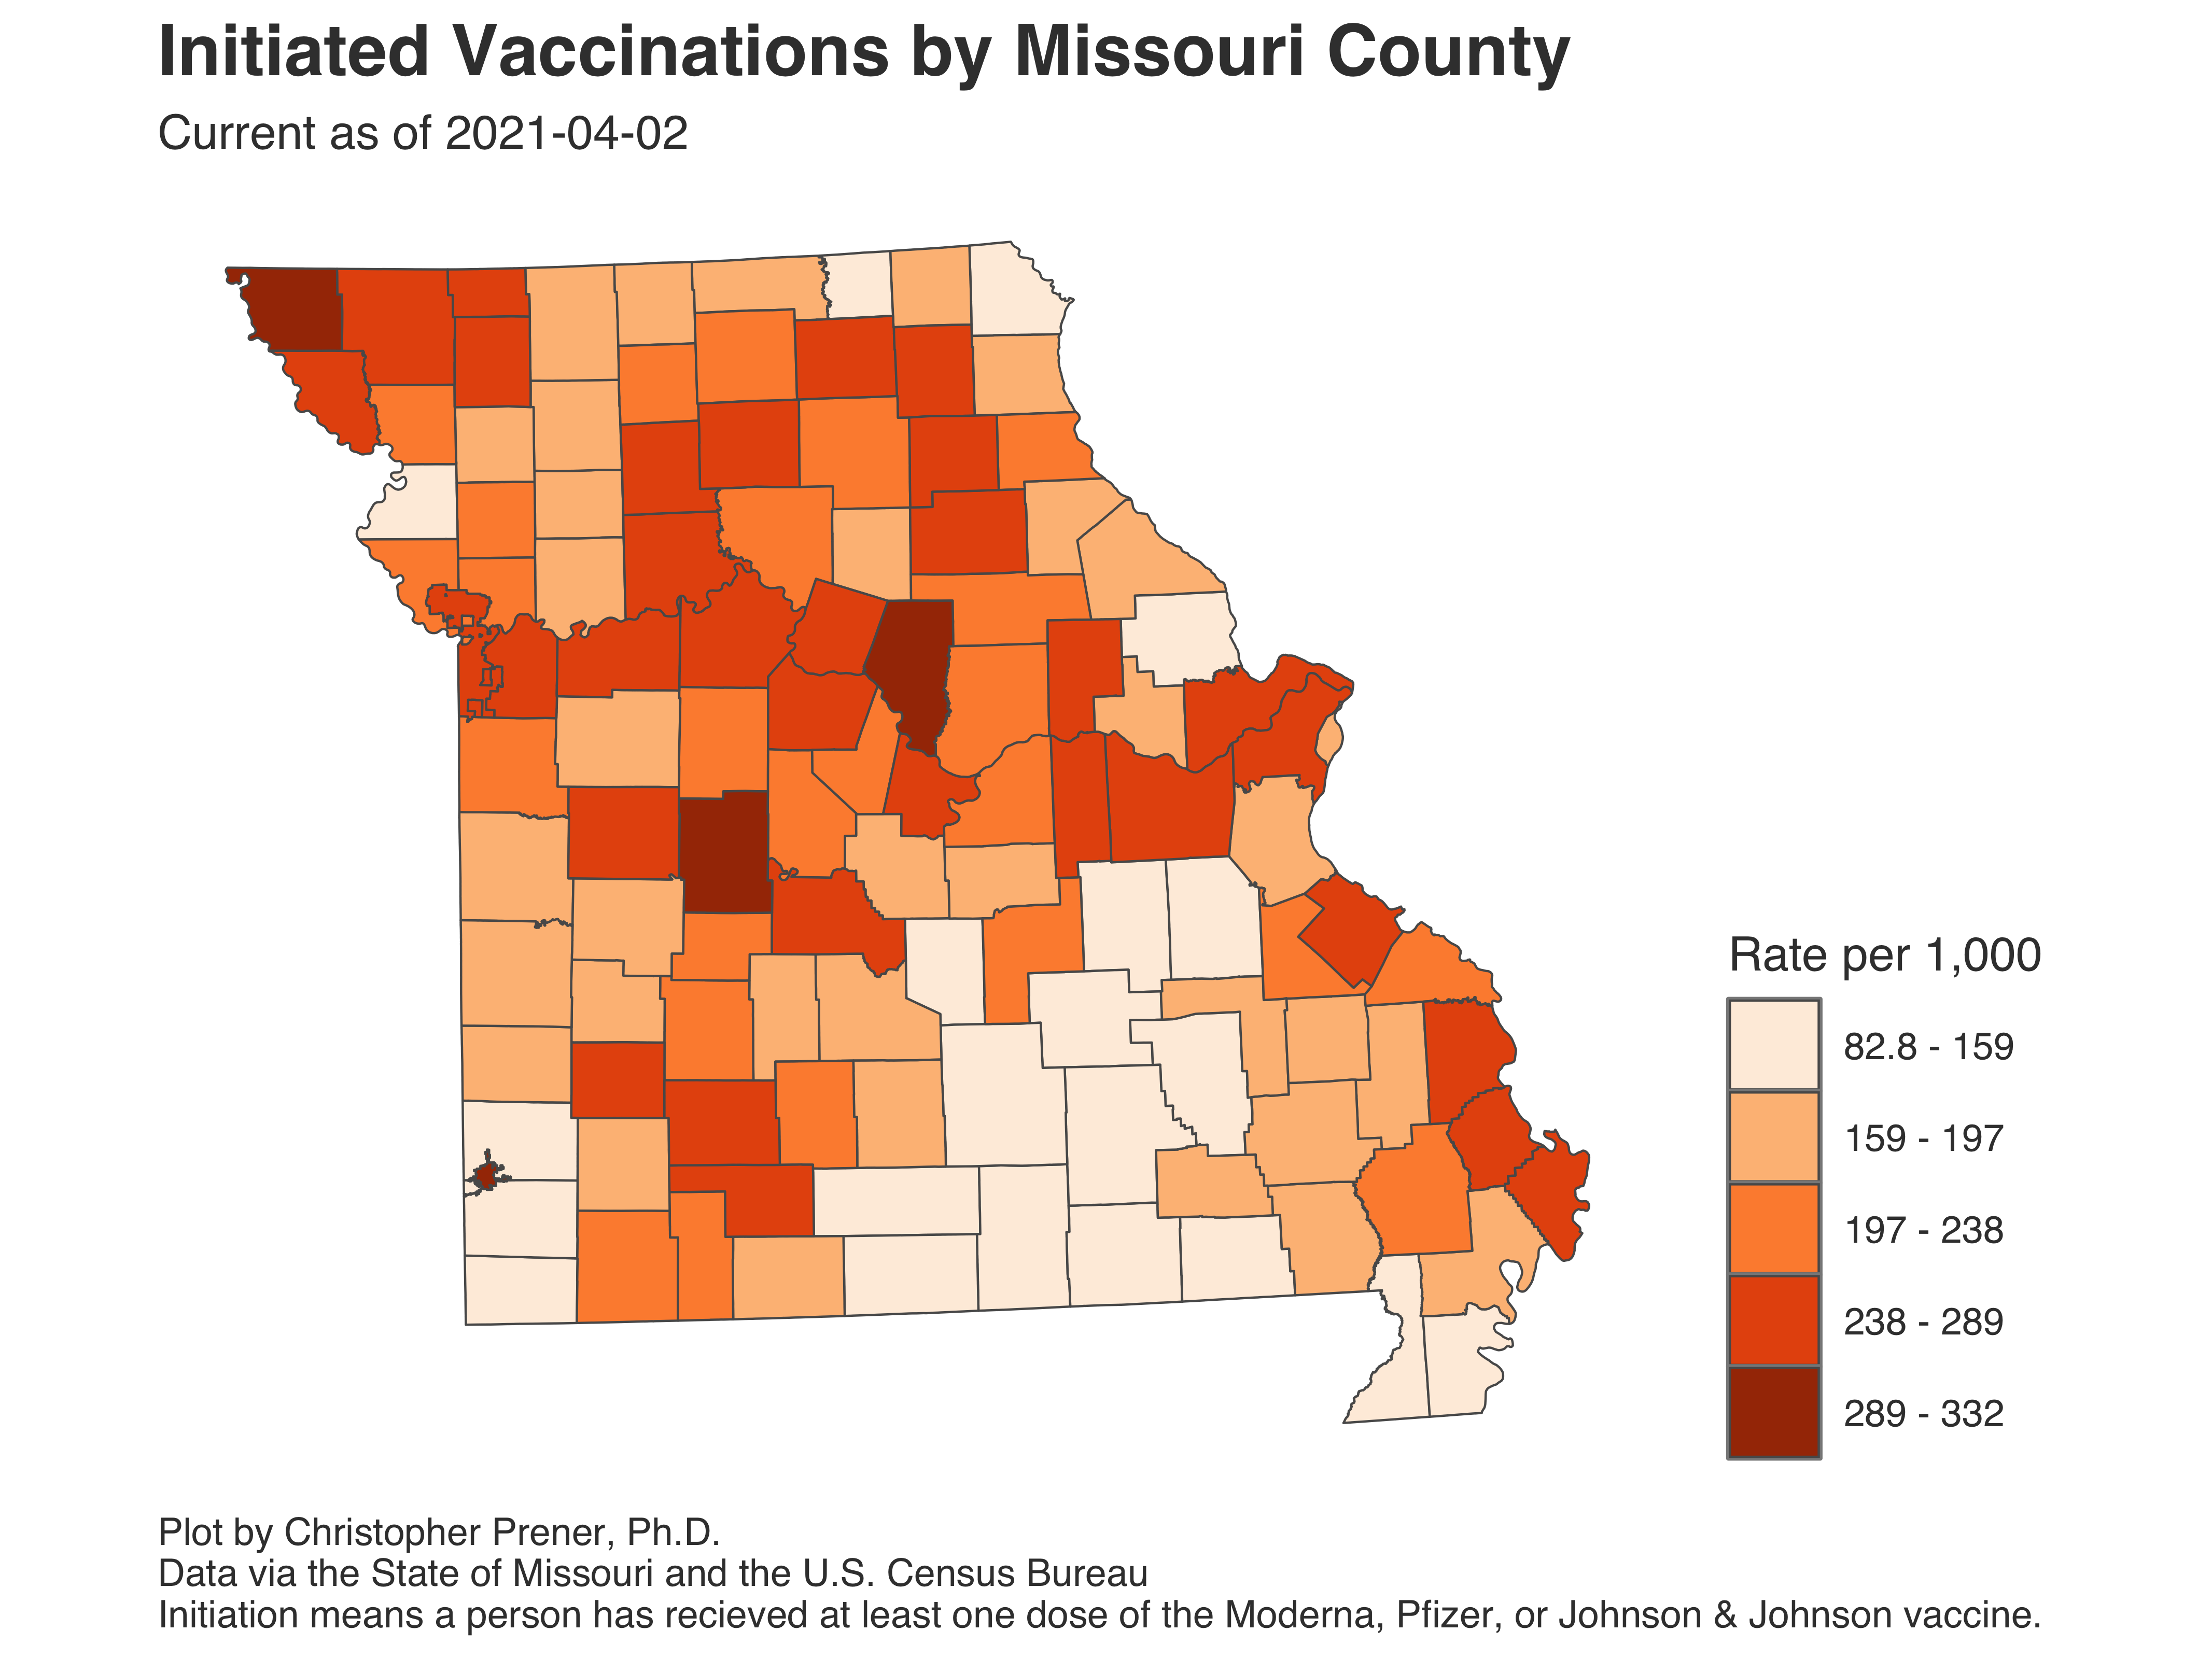 Initiated Vaccinations by Missouri County
Current as of 2021-04-02
Rate per 1,000
82.8 - 159
159 - 197
197 - 238
238 - 289
289 - 332
Plot by Christopher Prener, Ph.D.
Data via the State of Missouri and the U.S. Census Bureau
Initiation means a person has recieved at least one dose of the Moderna, Pfizer, or Johnson & Johnson vaccine.